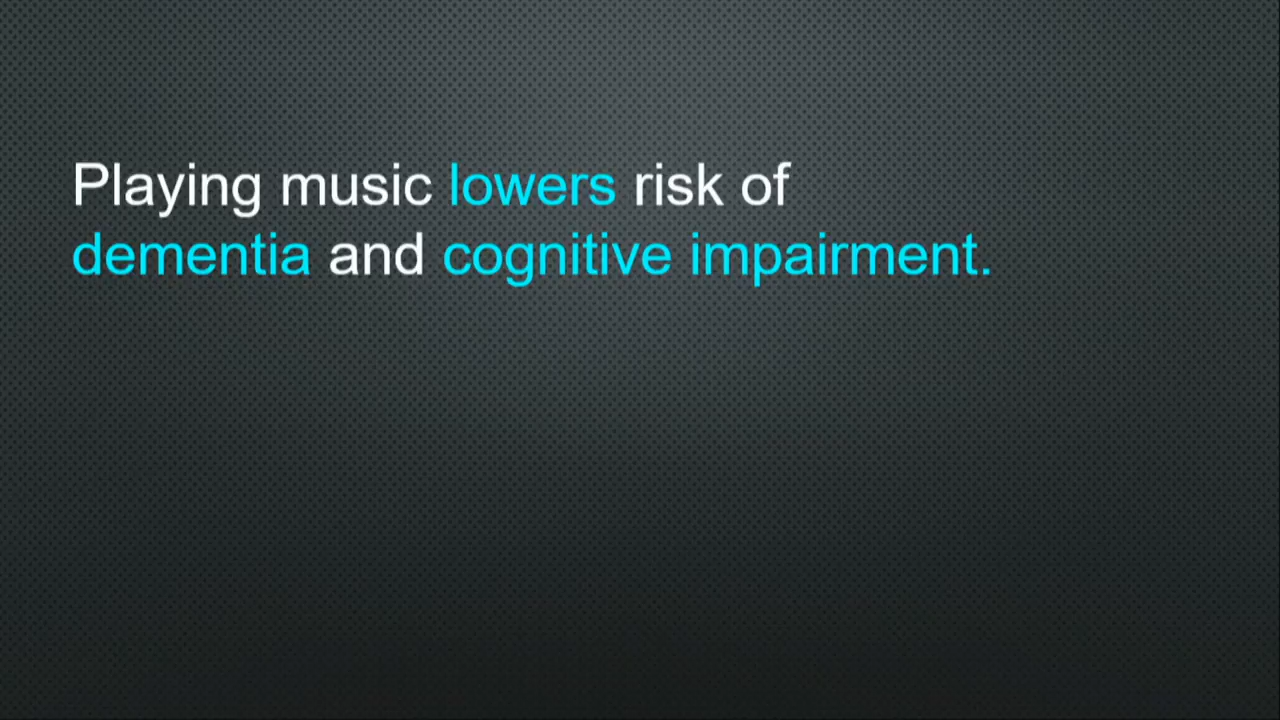 Playing music lowers risk of
dementia and cognitive impairment.